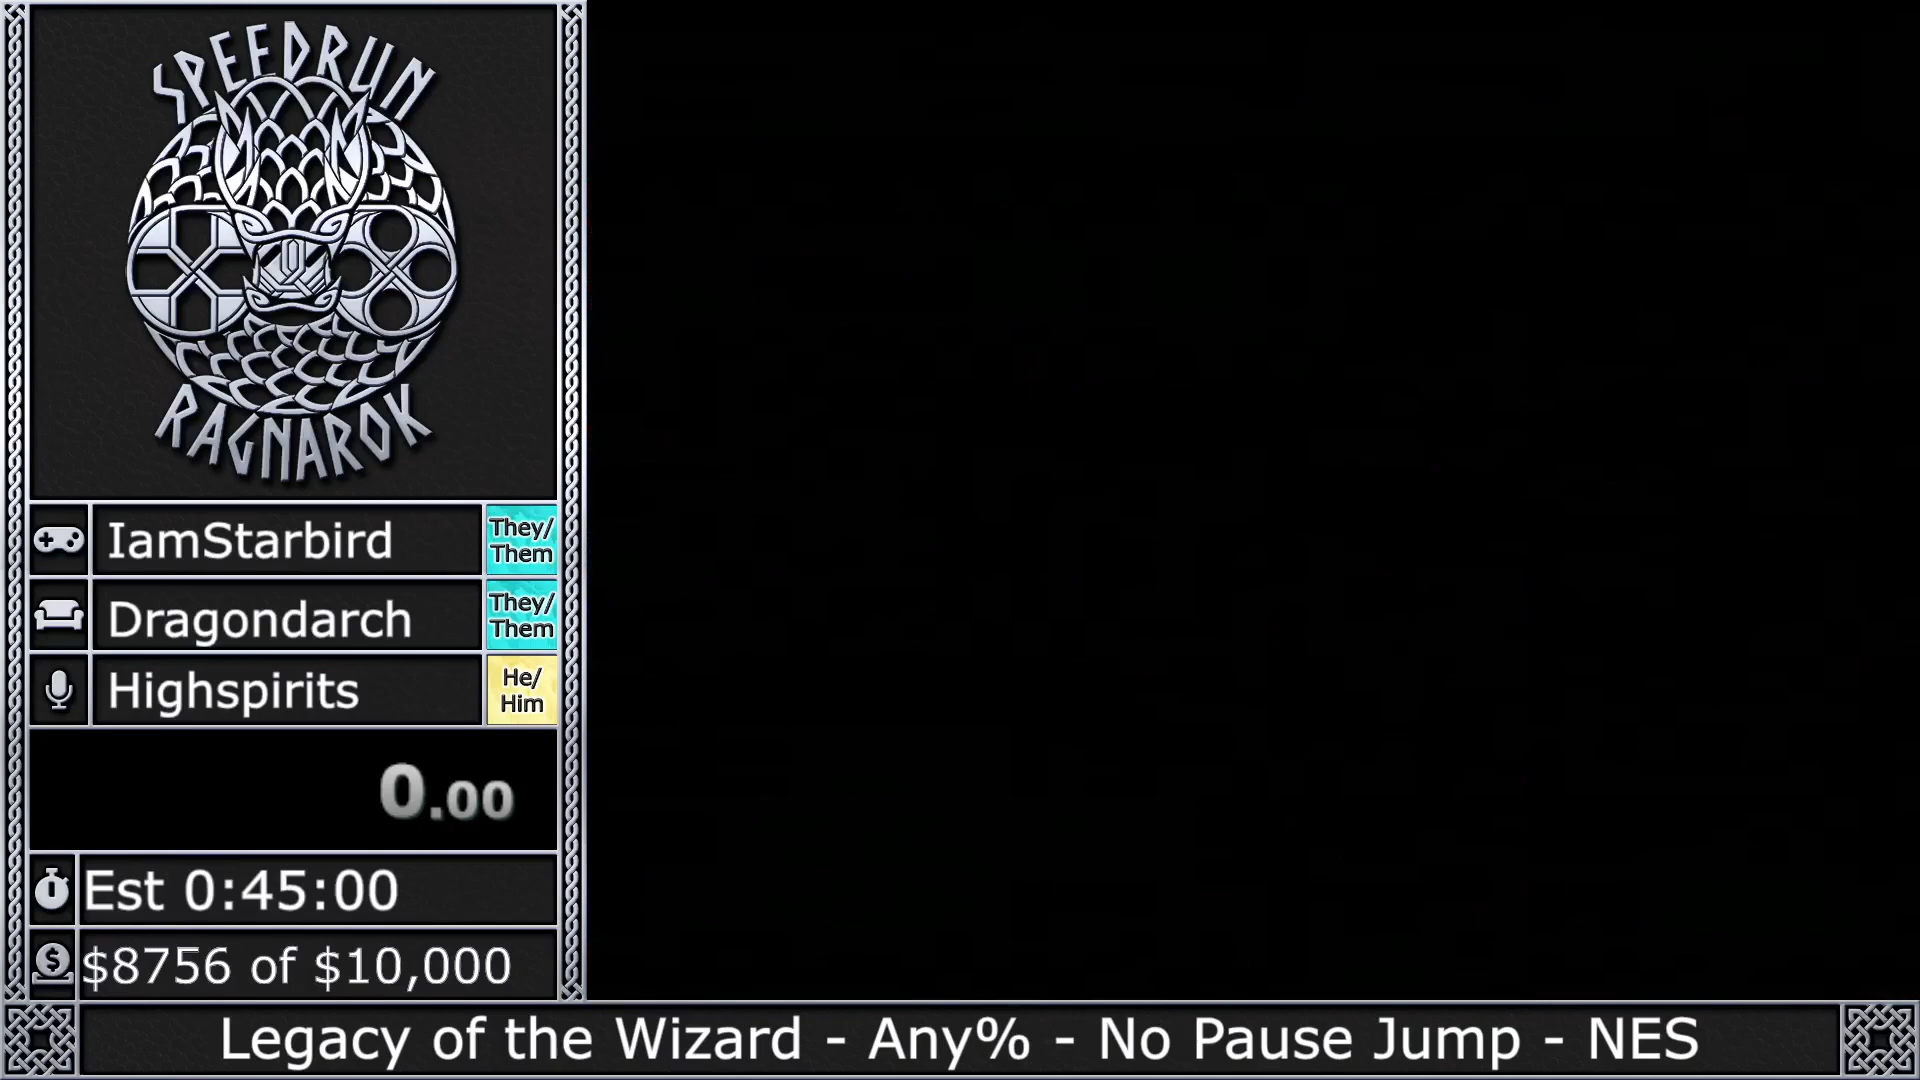 SPEEDRUN
RAGNAROK
IamStarbird
They/
Them
Dragondarch
They/
Them
Highspirits
He/
Him
0.00
Est 0:45:00
$8756 of $10,000
Legacy of the Wizard - Any% - No Pause Jump - NES